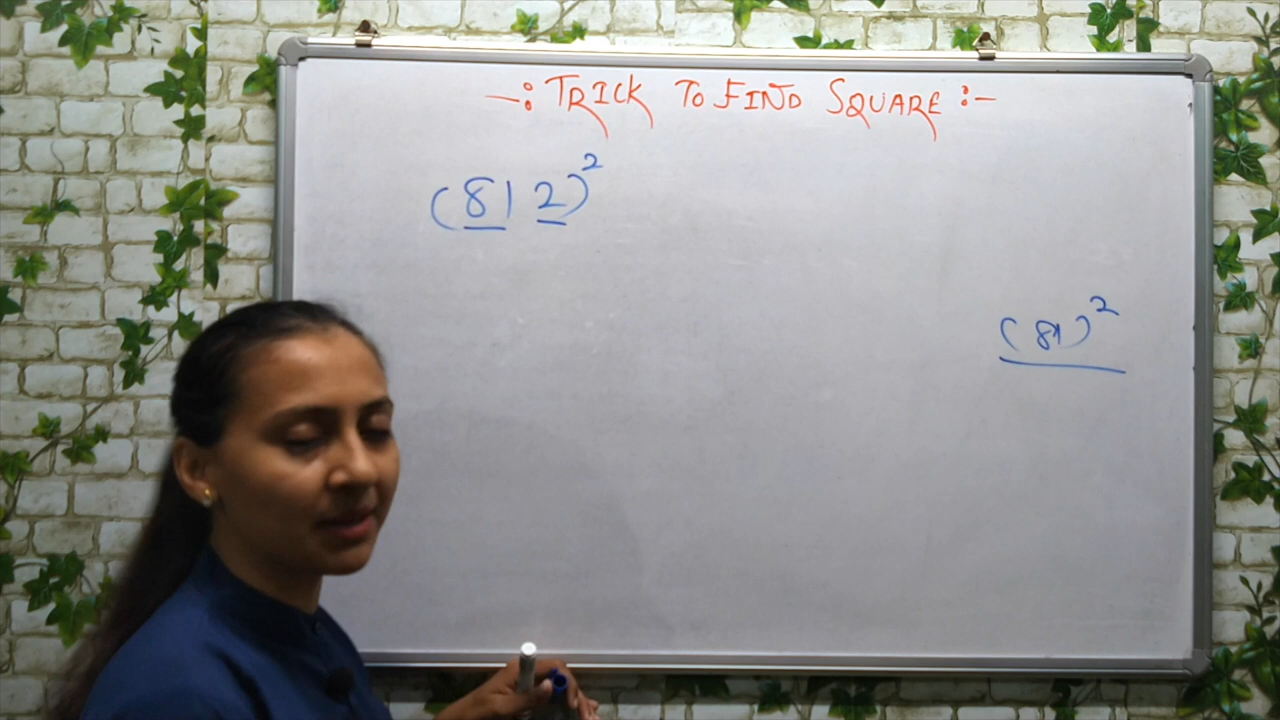 -: TRICK TO FIND SQUARE :-
(812)²
(81)²